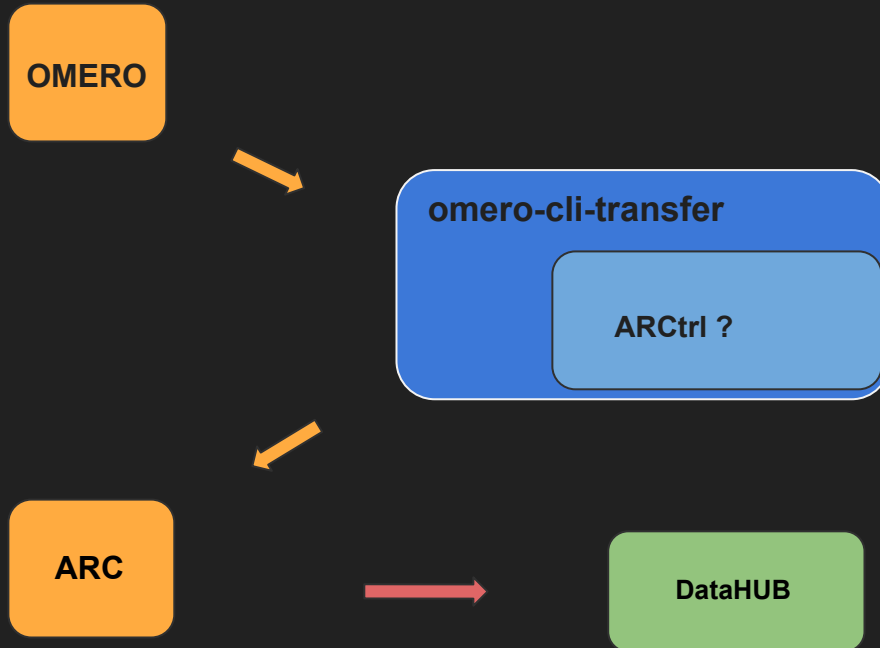 OMERO
omero-cli-transfer
ARCtrl ?
ARC
DataHUB